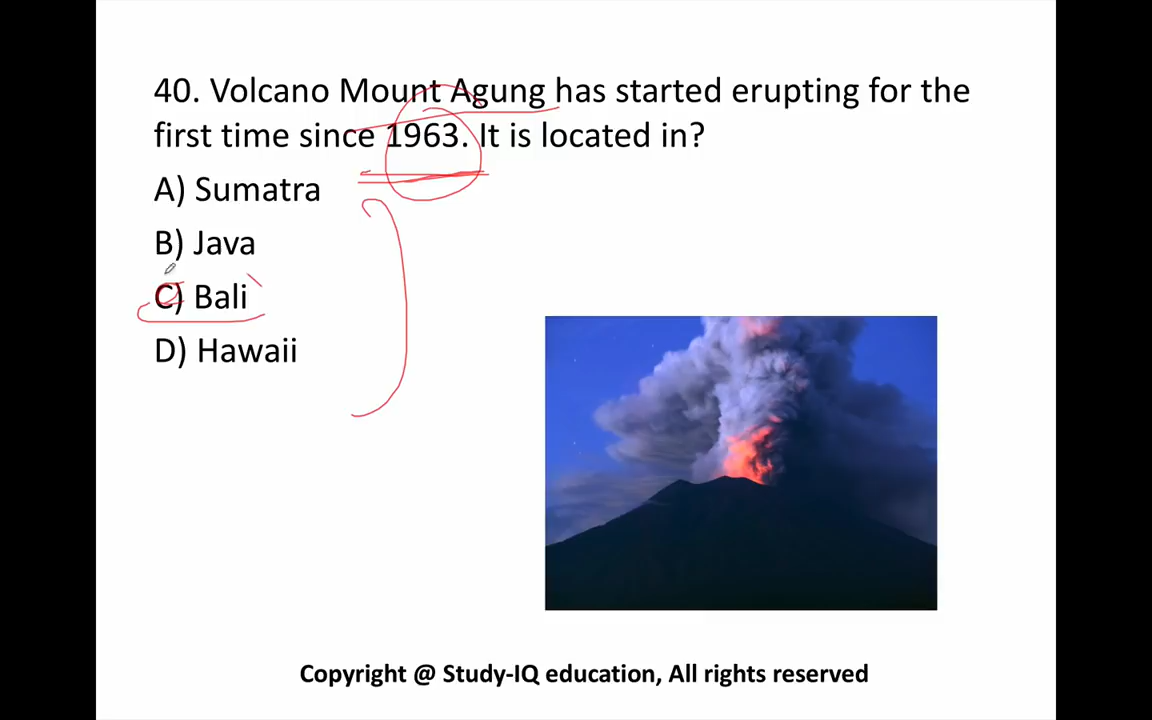 40. Volcano Mount Agung has started erupting for the
first time since 1963. It is located in?
A) Sumatra
B) Java
C) Bali
D) Hawaii
Copyright @ Study-IQ education, All rights reserved